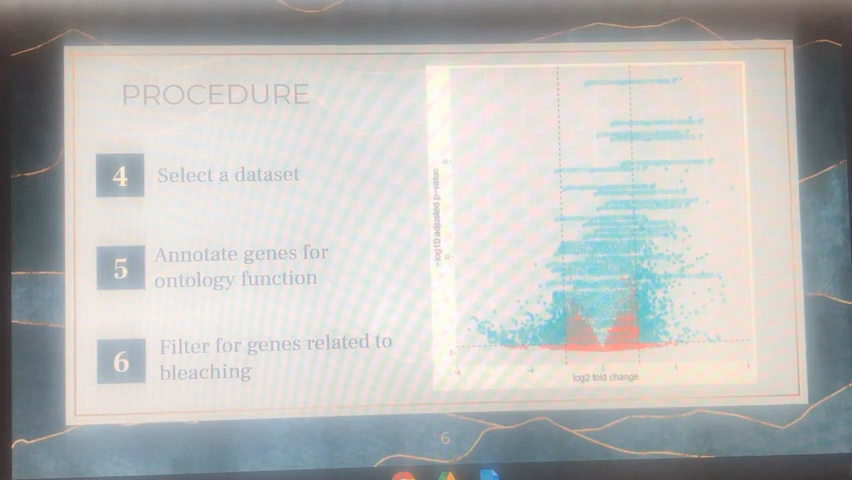 PROCEDURE
4
Select a dataset
5
Annotate genes for
ontology function
6
Filter for genes related to
bleaching
-log10 adjusted p-value
log2 fold change
6